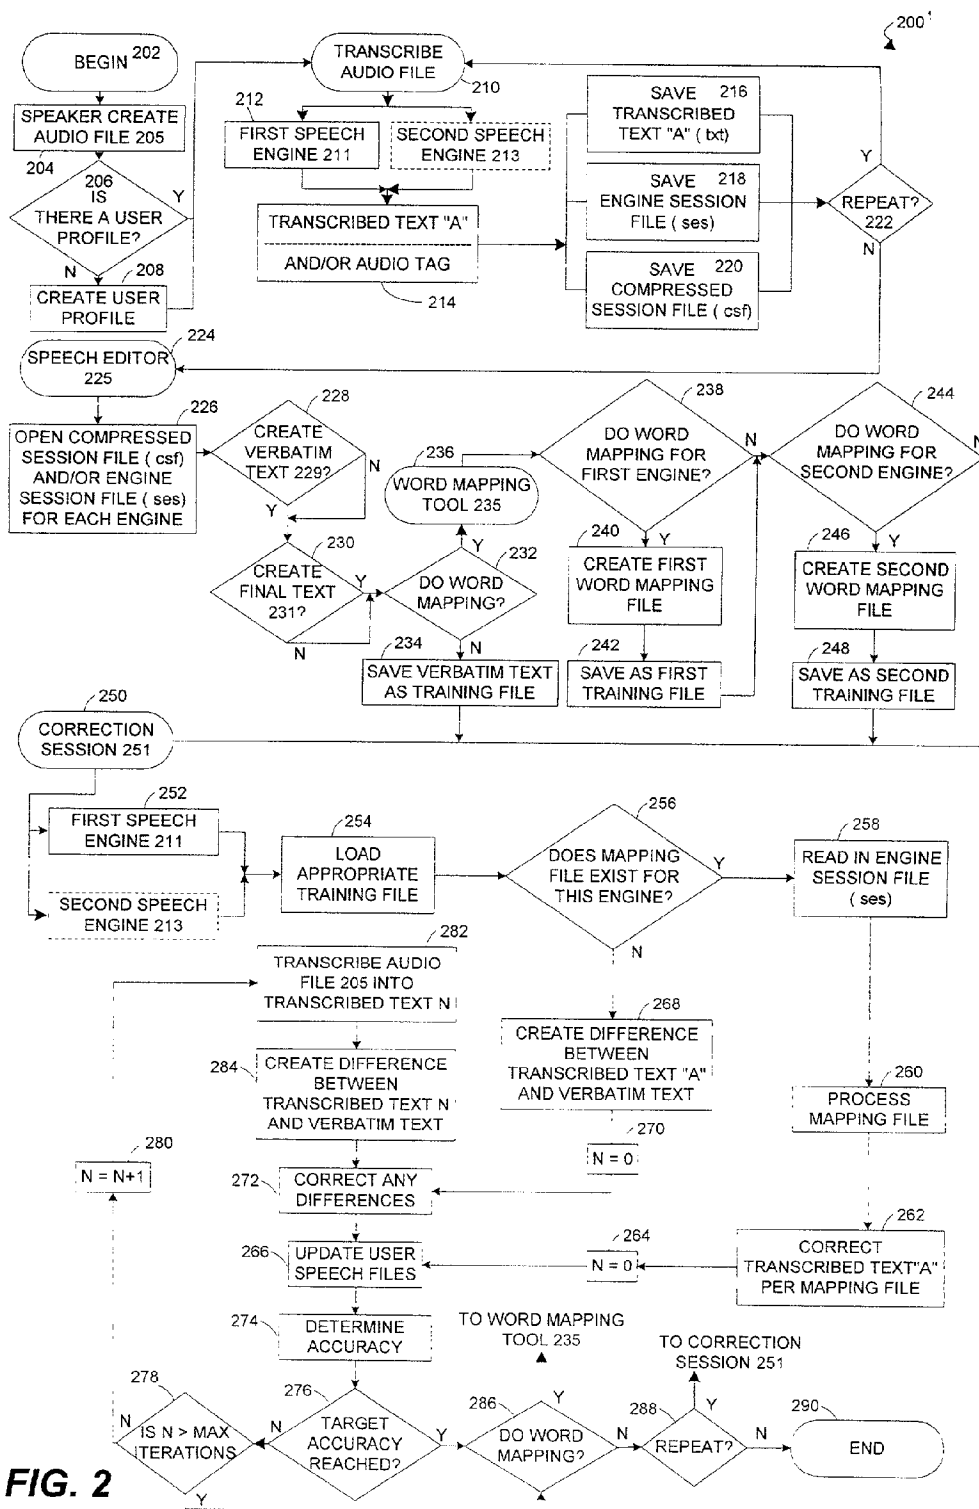 200
BEGIN 202
SPEAKER CREATE
AUDIO FILE 205
204
206
IS
THERE A USER
PROFILE?
Y
N
208
CREATE USER
PROFILE
TRANSCRIBE
AUDIO FILE
210
212
FIRST SPEECH
ENGINE 211
SECOND SPEECH
ENGINE 213
TRANSCRIBED TEXT "A"
AND/OR AUDIO TAG
214
SAVE 216
TRANSCRIBED
TEXT "A" ( txt)
SAVE 218
ENGINE SESSION
FILE ( ses)
SAVE 220
COMPRESSED
SESSION FILE ( csf)
Y
REPEAT?
222
N
224
SPEECH EDITOR
225
226
OPEN COMPRESSED
SESSION FILE ( csf)
AND/OR ENGINE
SESSION FILE ( ses)
FOR EACH ENGINE
228
CREATE
VERBATIM
TEXT 229?
N
Y
230
CREATE
FINAL TEXT
231?
Y
N
236
WORD MAPPING
TOOL 235
Y
232
DO WORD
MAPPING?
N
234
SAVE VERBATIM TEXT
AS TRAINING FILE
238
DO WORD
MAPPING FOR
FIRST ENGINE?
N
Y
240
CREATE FIRST
WORD MAPPING
FILE
242
SAVE AS FIRST
TRAINING FILE
244
DO WORD
MAPPING FOR
SECOND ENGINE?
N
Y
246
CREATE SECOND
WORD MAPPING
FILE
248
SAVE AS SECOND
TRAINING FILE
250
CORRECTION
SESSION 251
252
FIRST SPEECH
ENGINE 211
SECOND SPEECH
ENGINE 213
254
LOAD
APPROPRIATE
TRAINING FILE
256
DOES MAPPING
FILE EXIST FOR
THIS ENGINE?
Y
N
258
READ IN ENGINE
SESSION FILE
( ses)
282
TRANSCRIBE AUDIO
FILE 205 INTO
TRANSCRIBED TEXT N
268
CREATE DIFFERENCE
BETWEEN
TRANSCRIBED TEXT "A"
AND VERBATIM TEXT
284
CREATE DIFFERENCE
BETWEEN
TRANSCRIBED TEXT N
AND VERBATIM TEXT
260
PROCESS
MAPPING FILE
270
N = 0
280
N = N+1
272
CORRECT ANY
DIFFERENCES
262
CORRECT
TRANSCRIBED TEXT"A"
PER MAPPING FILE
264
N = 0
266
UPDATE USER
SPEECH FILES
274
DETERMINE
ACCURACY
TO WORD MAPPING
TOOL 235
TO CORRECTION
SESSION 251
278
N
IS N > MAX
ITERATIONS
Y
276
N
TARGET
ACCURACY
REACHED?
Y
286
Y
DO WORD
MAPPING?
N
288
Y
REPEAT?
N
290
END
FIG. 2